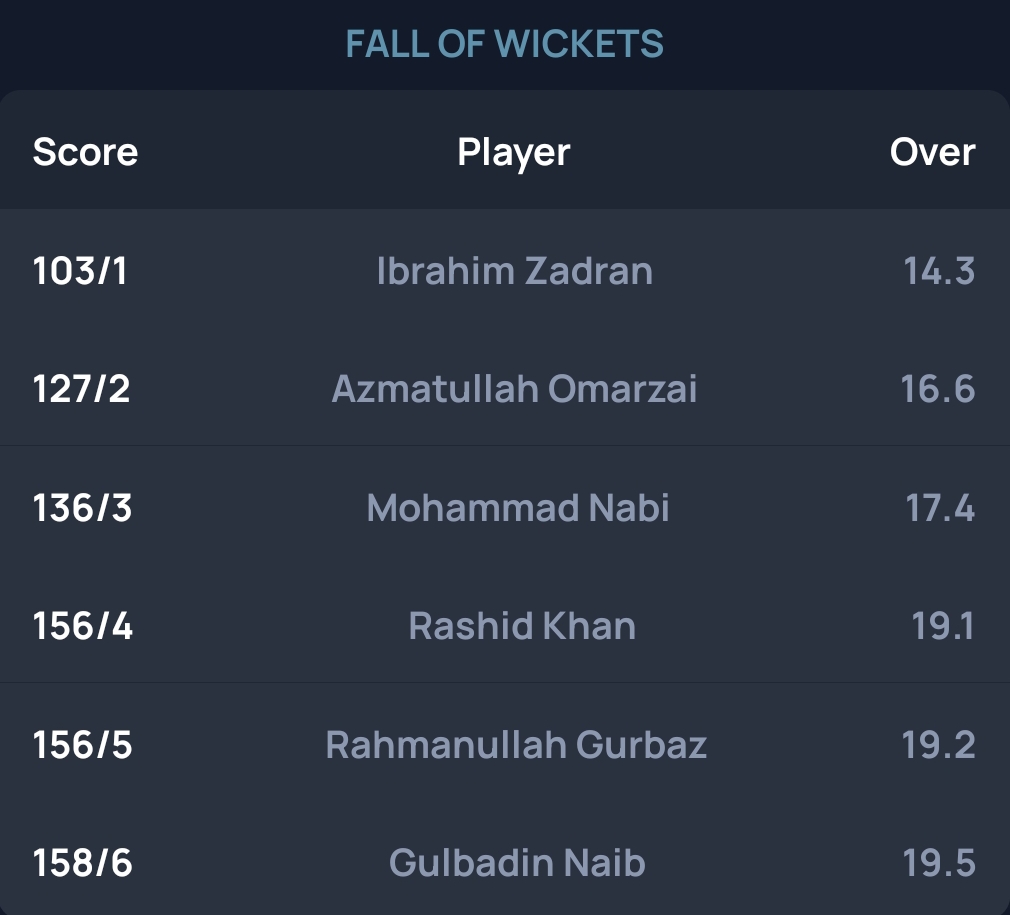 FALL OF WICKETS
Score Player Over
103/1 Ibrahim Zadran 14.3
127/2 Azmatullah Omarzai 16.6
136/3 Mohammad Nabi 17.4
156/4 Rashid Khan 19.1
156/5 Rahmanullah Gurbaz 19.2
158/6 Gulbadin Naib 19.5